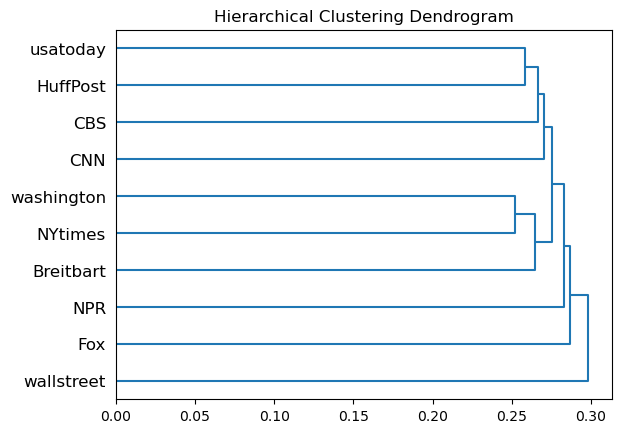 Hierarchical Clustering Dendrogram
usatoday
HuffPost
CBS
CNN
washington
NYtimes
Breitbart
NPR
Fox
wallstreet
0.00 0.05 0.10 0.15 0.20 0.25 0.30